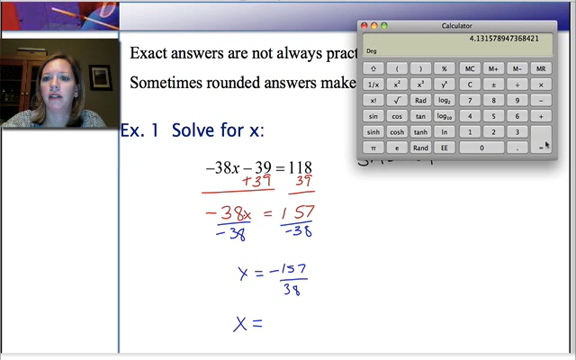 Exact answers are not always pract
Sometimes rounded answers make
Ex. 1 Solve for x:
−38x − 39 = 118
+39 39
−38x = 157
−38 −38
x = −157
38
x =
Calculator
4.131578947368421
Deg
( ) % MC M+ M− MR
1/x x² x³ yˣ C ± ÷ ×
x! √ Rad log₂ 7 8 9 −
sin cos tan log₁₀ 4 5 6 +
sinh cosh tanh ln 1 2 3 =
π e Rand EE 0 .